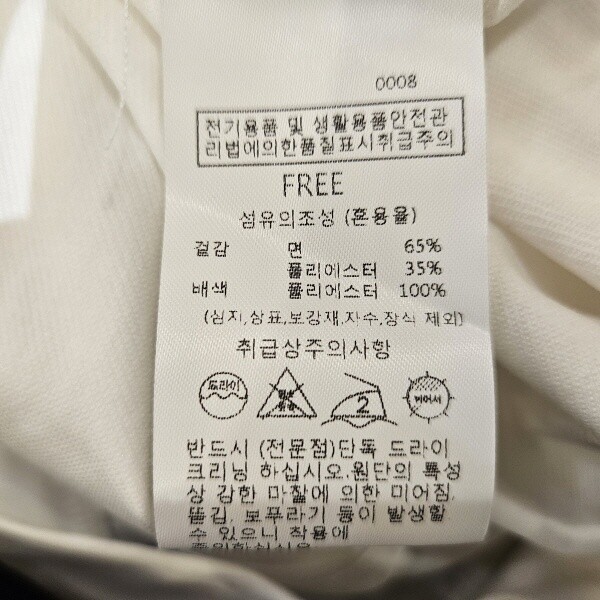 0008
전기용품 및 생활용품안전관
리법에의한품질표시취급주의
FREE
섬유의조성 (혼용율)
겉감 면 65%
폴리에스터 35%
배색 폴리에스터 100%
(심지,상표,보강재,자수,장식 제외)
취급상주의사항
드라이 2 뉘어서
반드시 (전문점)단독 드라이
크리닝 하십시오.원단의 특성
상 강한 마찰에 의한 미어짐,
뜯김, 보푸라기 등이 발생할
수 있으니 착용에